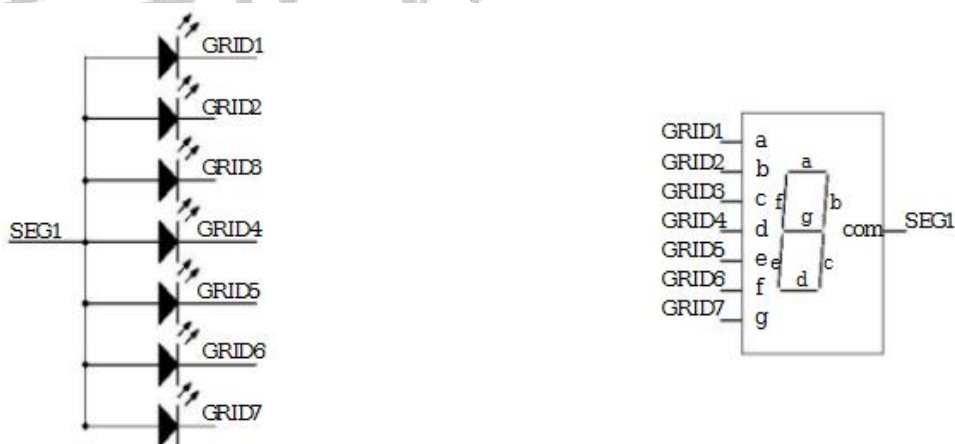 GRID1
GRID2
GRID3
SEG1
GRID4
GRID5
GRID6
GRID7
GRID1
a
GRID2
b
a
GRID3
c
f
b
g
GRID4
d
com
SEG1
GRID5
e
e
c
GRID6
f
d
GRID7
g